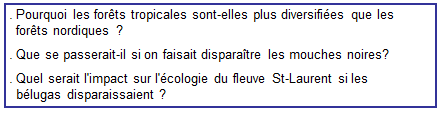 . Pourquoi les forêts tropicales sont-elles plus diversifiées que les
forêts nordiques ?
. Que se passerait-il si on faisait disparaître les mouches noires?
. Quel serait l'impact sur l'écologie du fleuve St-Laurent si les
bélugas disparaissaient ?